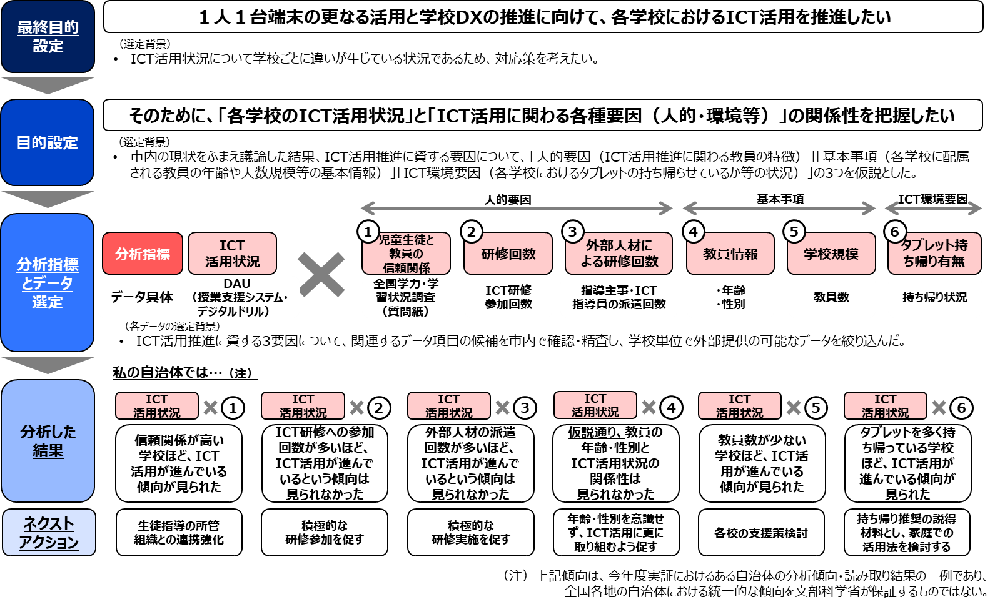 最終目的
設定
１人１台端末の更なる活用と学校DXの推進に向けて、各学校におけるICT活用を推進したい
（選定背景）
• ICT活用状況について学校ごとに違いが生じている状況であるため、対応策を考えたい。
目的設定
そのために、「各学校のICT活用状況」と「ICT活用に関わる各種要因（人的・環境等）」の関係性を把握したい
（選定背景）
• 市内の現状をふまえ議論した結果、ICT活用推進に資する要因について、「人的要因（ICT活用推進に関わる教員の特徴）」「基本事項（各学校に配属
される教員の年齢や人数規模等の基本情報）」「ICT環境要因（各学校におけるタブレットの持ち帰らせているか等の状況）」の3つを仮説とした。
分析指標
とデータ
選定
人的要因
基本事項
ICT環境要因
分析指標
ICT
活用状況
①
児童生徒と
教員の
信頼関係
②
研修回数
③
外部人材に
よる研修回数
④
教員情報
⑤
学校規模
⑥
タブレット持
ち帰り有無
データ具体
DAU
（授業支援システム・
デジタルドリル）
全国学力・学
習状況調査
（質問紙）
ICT研修
参加回数
指導主事・ICT
指導員の派遣回数
・年齢
・性別
教員数
持ち帰り状況
（各データの選定背景）
• ICT活用推進に資する3要因について、関連するデータ項目の候補を市内で確認・精査し、学校単位で外部提供の可能なデータを絞り込んだ。
分析した
結果
私の自治体では…（注）
ICT
活用状況
×①
ICT
活用状況
×②
ICT
活用状況
×③
ICT
活用状況
×④
ICT
活用状況
×⑤
ICT
活用状況
×⑥
信頼関係が高い
学校ほど、ICT
活用が進んでいる
傾向が見られた
ICT研修への参加
回数が多いほど、
ICT活用が進んで
いるという傾向は
見られなかった
外部人材の派遣
回数が多いほど、
ICT活用が進んで
いるという傾向は
見られなかった
仮説通り、教員の
年齢・性別と
ICT活用状況の
関係性は
見られなかった
教員数が少ない
学校ほど、ICT活
用が進んでいる
傾向が見られた
タブレットを多く持
ち帰っている学校
ほど、ICT活用が
進んでいる傾向が
見られた
ネクスト
アクション
生徒指導の所管
組織との連携強化
積極的な
研修参加を促す
積極的な
研修実施を促す
年齢・性別を意識せ
ず、ICT活用に更に
取り組むよう促す
各校の支援策検討
持ち帰り推奨の説得
材料とし、家庭での
活用法を検討する
（注）上記傾向は、今年度実証におけるある自治体の分析傾向・読み取り結果の一例であり、
全国各地の自治体における統一的な傾向を文部科学省が保証するものではない。